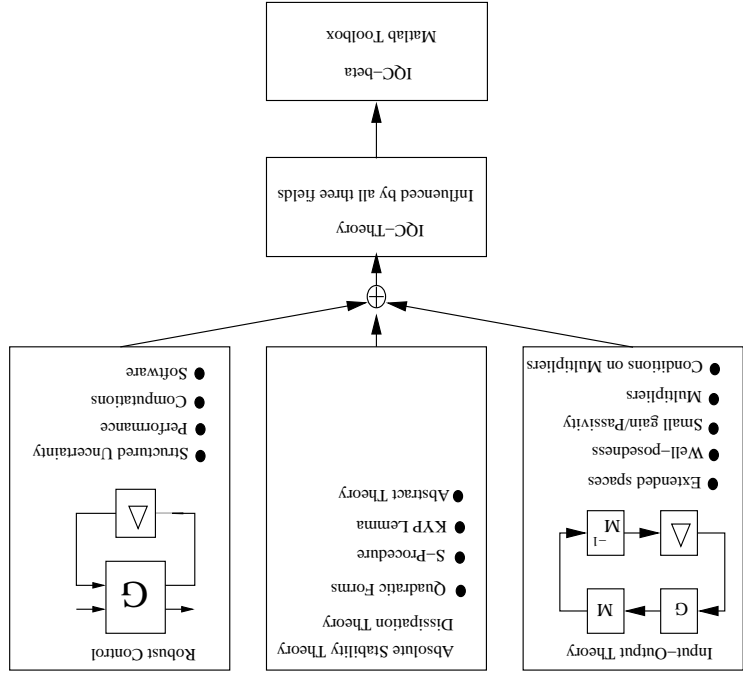 Input−Output Theory
G
M
Δ
M⁻¹
Extended spaces
Well−posedness
Small gain/Passivity
Multipliers
Conditions on Multipliers
Absolute Stability Theory
Dissipation Theory
Quadratic Forms
S−Procedure
KYP Lemma
Abstract Theory
Robust Control
G
Δ
Structured Uncertainty
Performance
Computations
Software
+
IQC−Theory
Influenced by all three fields
IQC−beta
Matlab Toolbox